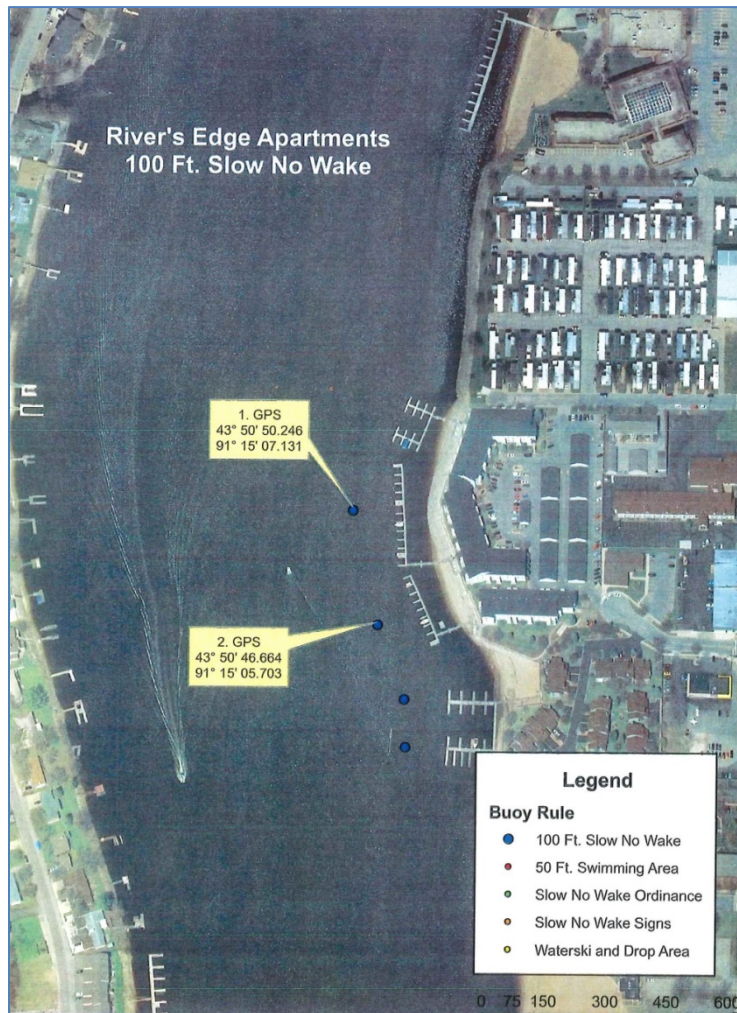 River's Edge Apartments
100 Ft. Slow No Wake
1. GPS
43° 50' 50.246
91° 15' 07.131
2. GPS
43° 50' 46.664
91° 15' 05.703
Legend
Buoy Rule
100 Ft. Slow No Wake
50 Ft. Swimming Area
Slow No Wake Ordinance
Slow No Wake Signs
Waterski and Drop Area
0 75 150 300 450 600